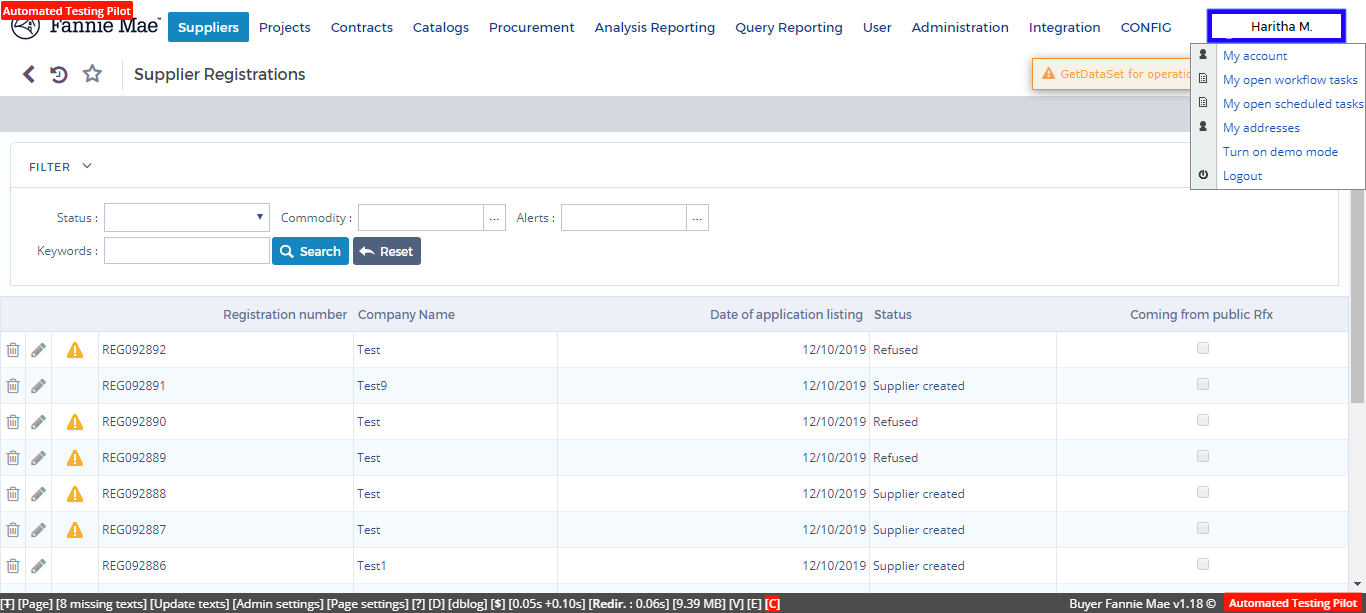 Automated Testing Pilot
Fannie Mae Suppliers Projects Contracts Catalogs Procurement Analysis Reporting Query Reporting User Administration Integration CONFIG Haritha M.
My account
My open workflow tasks
My open scheduled tasks
My addresses
Turn on demo mode
Logout
Supplier Registrations
GetDataSet for operatio
FILTER
Status : Commodity : ... Alerts : ...
Keywords : Search Reset
Registration number Company Name Date of application listing Status Coming from public Rfx
REG092892 Test 12/10/2019 Refused
REG092891 Test9 12/10/2019 Supplier created
REG092890 Test 12/10/2019 Refused
REG092889 Test 12/10/2019 Refused
REG092888 Test 12/10/2019 Supplier created
REG092887 Test 12/10/2019 Supplier created
REG092886 Test1 12/10/2019 Supplier created
[T] [Page] [8 missing texts] [Update texts] [Admin settings] [Page settings] [?] [D] [dblog] [$] [0.05s +0.10s] [Redir. : 0.06s] [9.39 MB] [V] [E] [C] Buyer Fannie Mae v1.18 © Automated Testing Pilot